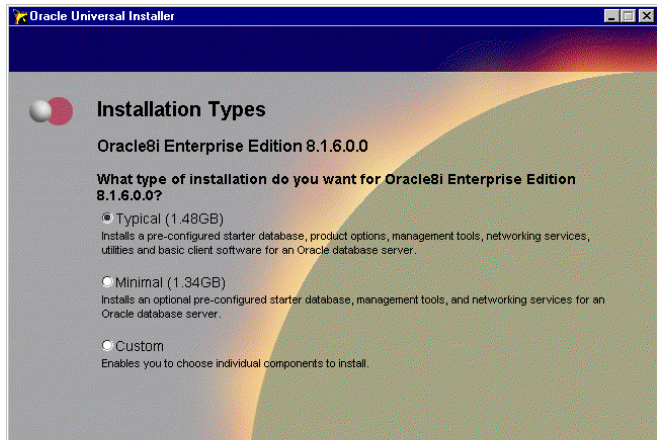 Oracle Universal Installer
Installation Types
Oracle8i Enterprise Edition 8.1.6.0.0
What type of installation do you want for Oracle8i Enterprise Edition
8.1.6.0.0?
Typical (1.48GB)
Installs a pre-configured starter database, product options, management tools, networking services,
utilities and basic client software for an Oracle database server.
Minimal (1.34GB)
Installs an optional pre-configured starter database, management tools, and networking services for an
Oracle database server.
Custom
Enables you to choose individual components to install.